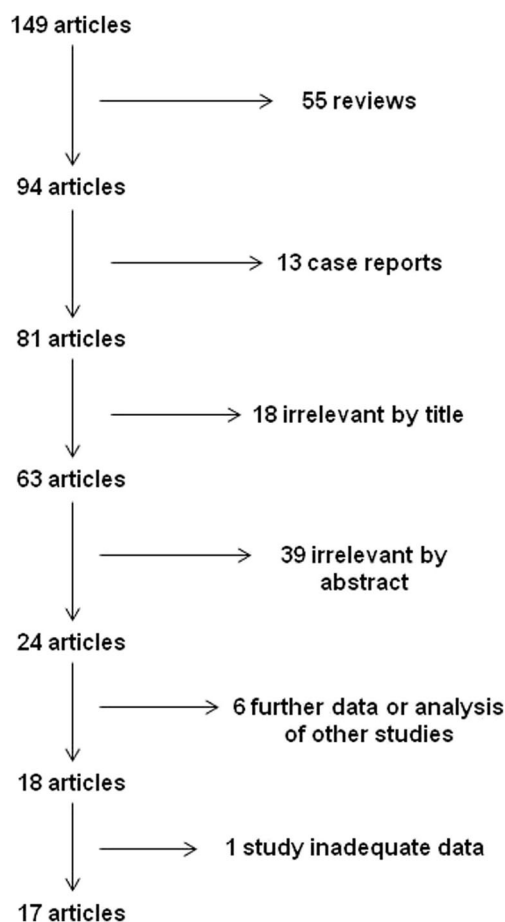 149 articles
55 reviews
94 articles
13 case reports
81 articles
18 irrelevant by title
63 articles
39 irrelevant by
abstract
24 articles
6 further data or analysis
of other studies
18 articles
1 study inadequate data
17 articles